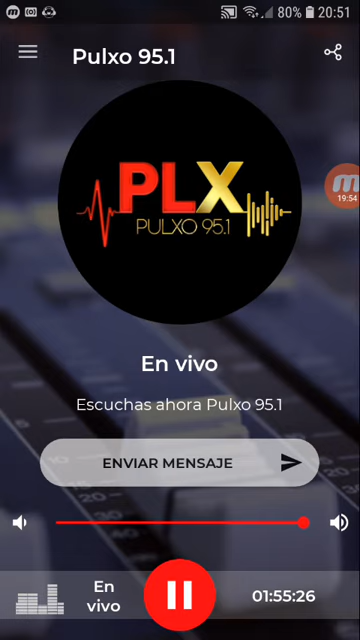 80% 20:51
Pulxo 95.1
PLX
PULXO 95.1
19:54
En vivo
Escuchas ahora Pulxo 95.1
ENVIAR MENSAJE
En
vivo
01:55:26